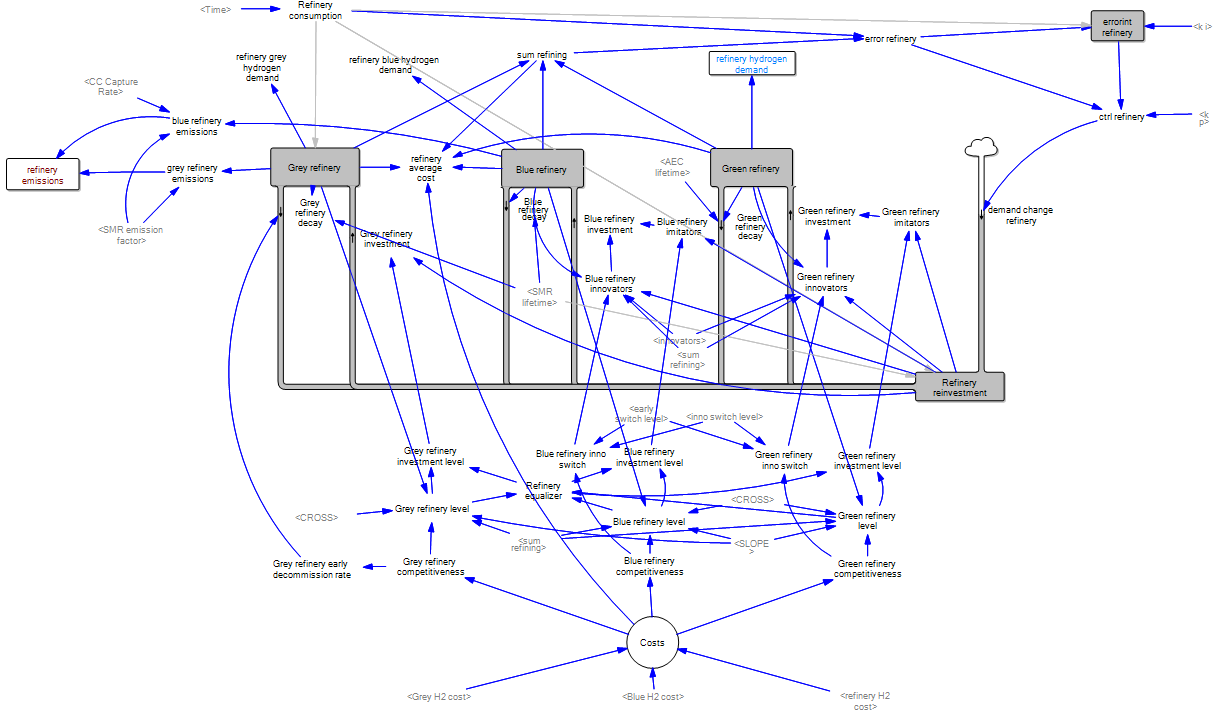 <Time>
Refinery
consumption
errorint
refinery
<k i>
error refinery
refinery grey
hydrogen
demand
refinery blue hydrogen
demand
sum refining
refinery hydrogen
demand
<CC Capture
Rate>
blue refinery
emissions
ctrl refinery
<k
p>
refinery
emissions
grey refinery
emissions
Grey refinery
refinery
average
cost
Blue refinery
<AEC
lifetime>
Green refinery
<SMR emission
factor>
Grey
refinery
decay
Grey refinery
investment
Blue
refinery
decay
Blue refinery
investment
Blue refinery
imitators
Green
refinery
decay
Green refinery
investment
Green refinery
imitators
demand change
refinery
<SMR
lifetime>
Blue refinery
innovators
Green refinery
innovators
<innovators>
<sum
refining>
Refinery
reinvestment
<early
switch level>
<inno switch level>
Grey refinery
investment level
Blue refinery inno
switch
Blue refinery
investment level
Green refinery
inno switch
Green refinery
investment level
Refinery
equalizer
<CROSS>
<CROSS>
Grey refinery level
Blue refinery level
Green refinery
level
<sum
refining>
<SLOPE
>
Grey refinery early
decommission rate
Grey refinery
competitiveness
Blue refinery
competitiveness
Green refinery
competitiveness
Costs
<Grey H2 cost>
<Blue H2 cost>
<refinery H2
cost>